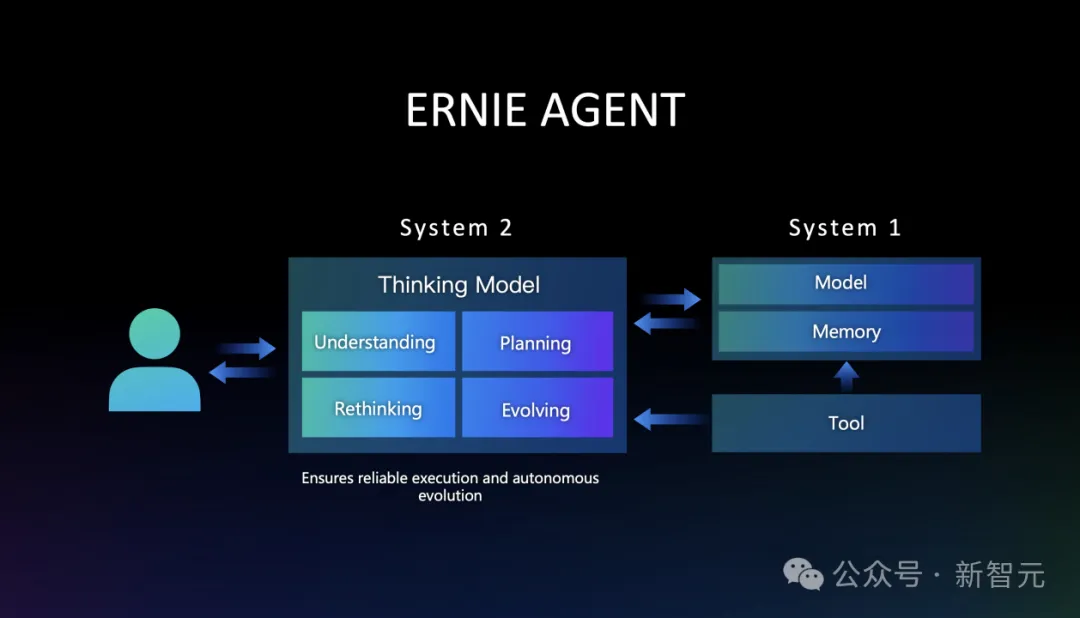 ERNIE AGENT
System 2
Thinking Model
Understanding
Planning
Rethinking
Evolving
Ensures reliable execution and autonomous
evolution
System 1
Model
Memory
Tool
公众号 · 新智元